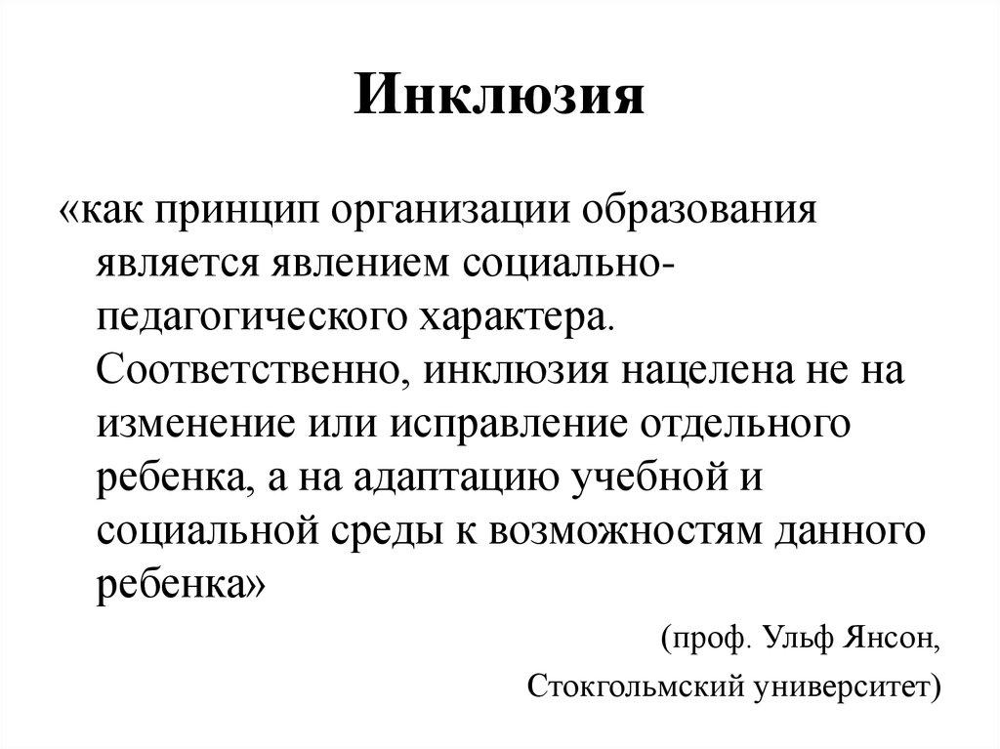 Инклюзия
«как принцип организации образования
является явлением социально-
педагогического характера.
Соответственно, инклюзия нацелена не на
изменение или исправление отдельного
ребенка, а на адаптацию учебной и
социальной среды к возможностям данного
ребенка»
(проф. Ульф Янсон,
Стокгольмский университет)